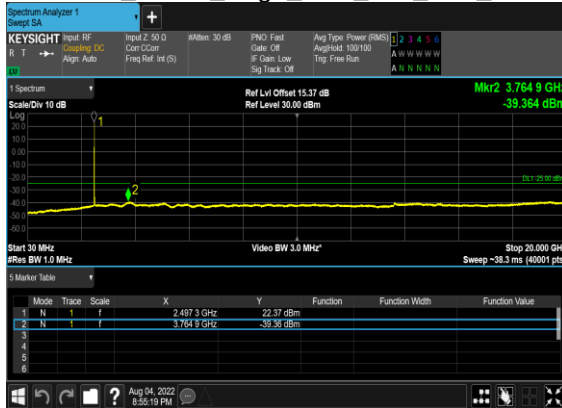 Spectrum Analyzer 1
Swept SA
+
KEYSIGHT
R T
LU
Input: RF
Coupling: DC
Align: Auto
Input Z: 50 Ω
Corr CCorr
Freq Ref: Int (S)
#Atten: 30 dB
PNO: Fast
Gate: Off
IF Gain: Low
Sig Track: Off
Avg Type: Power (RMS)
Avg|Hold: 100/100
Trig: Free Run
1 2 3 4 5 6
A W W W W W
A N N N N N
1 Spectrum
Scale/Div 10 dB
Ref Lvl Offset 15.37 dB
Ref Level 30.00 dBm
Mkr2 3.764 9 GHz
-39.364 dBm
Log
20.0
10.0
0.00
-10.0
-20.0
-30.0
-40.0
-50.0
-60.0
1
2
DL1 -25.00 dBm
Start 30 MHz
#Res BW 1.0 MHz
Video BW 3.0 MHz*
Stop 20.000 GHz
Sweep ~38.3 ms (40001 pts)
5 Marker Table
Mode Trace Scale X Y Function Function Width Function Value
1 N 1 f 2.497 3 GHz 22.37 dBm
2 N 1 f 3.764 9 GHz -39.36 dBm
3
4
5
6
?
Aug 04, 2022
8:55:19 PM